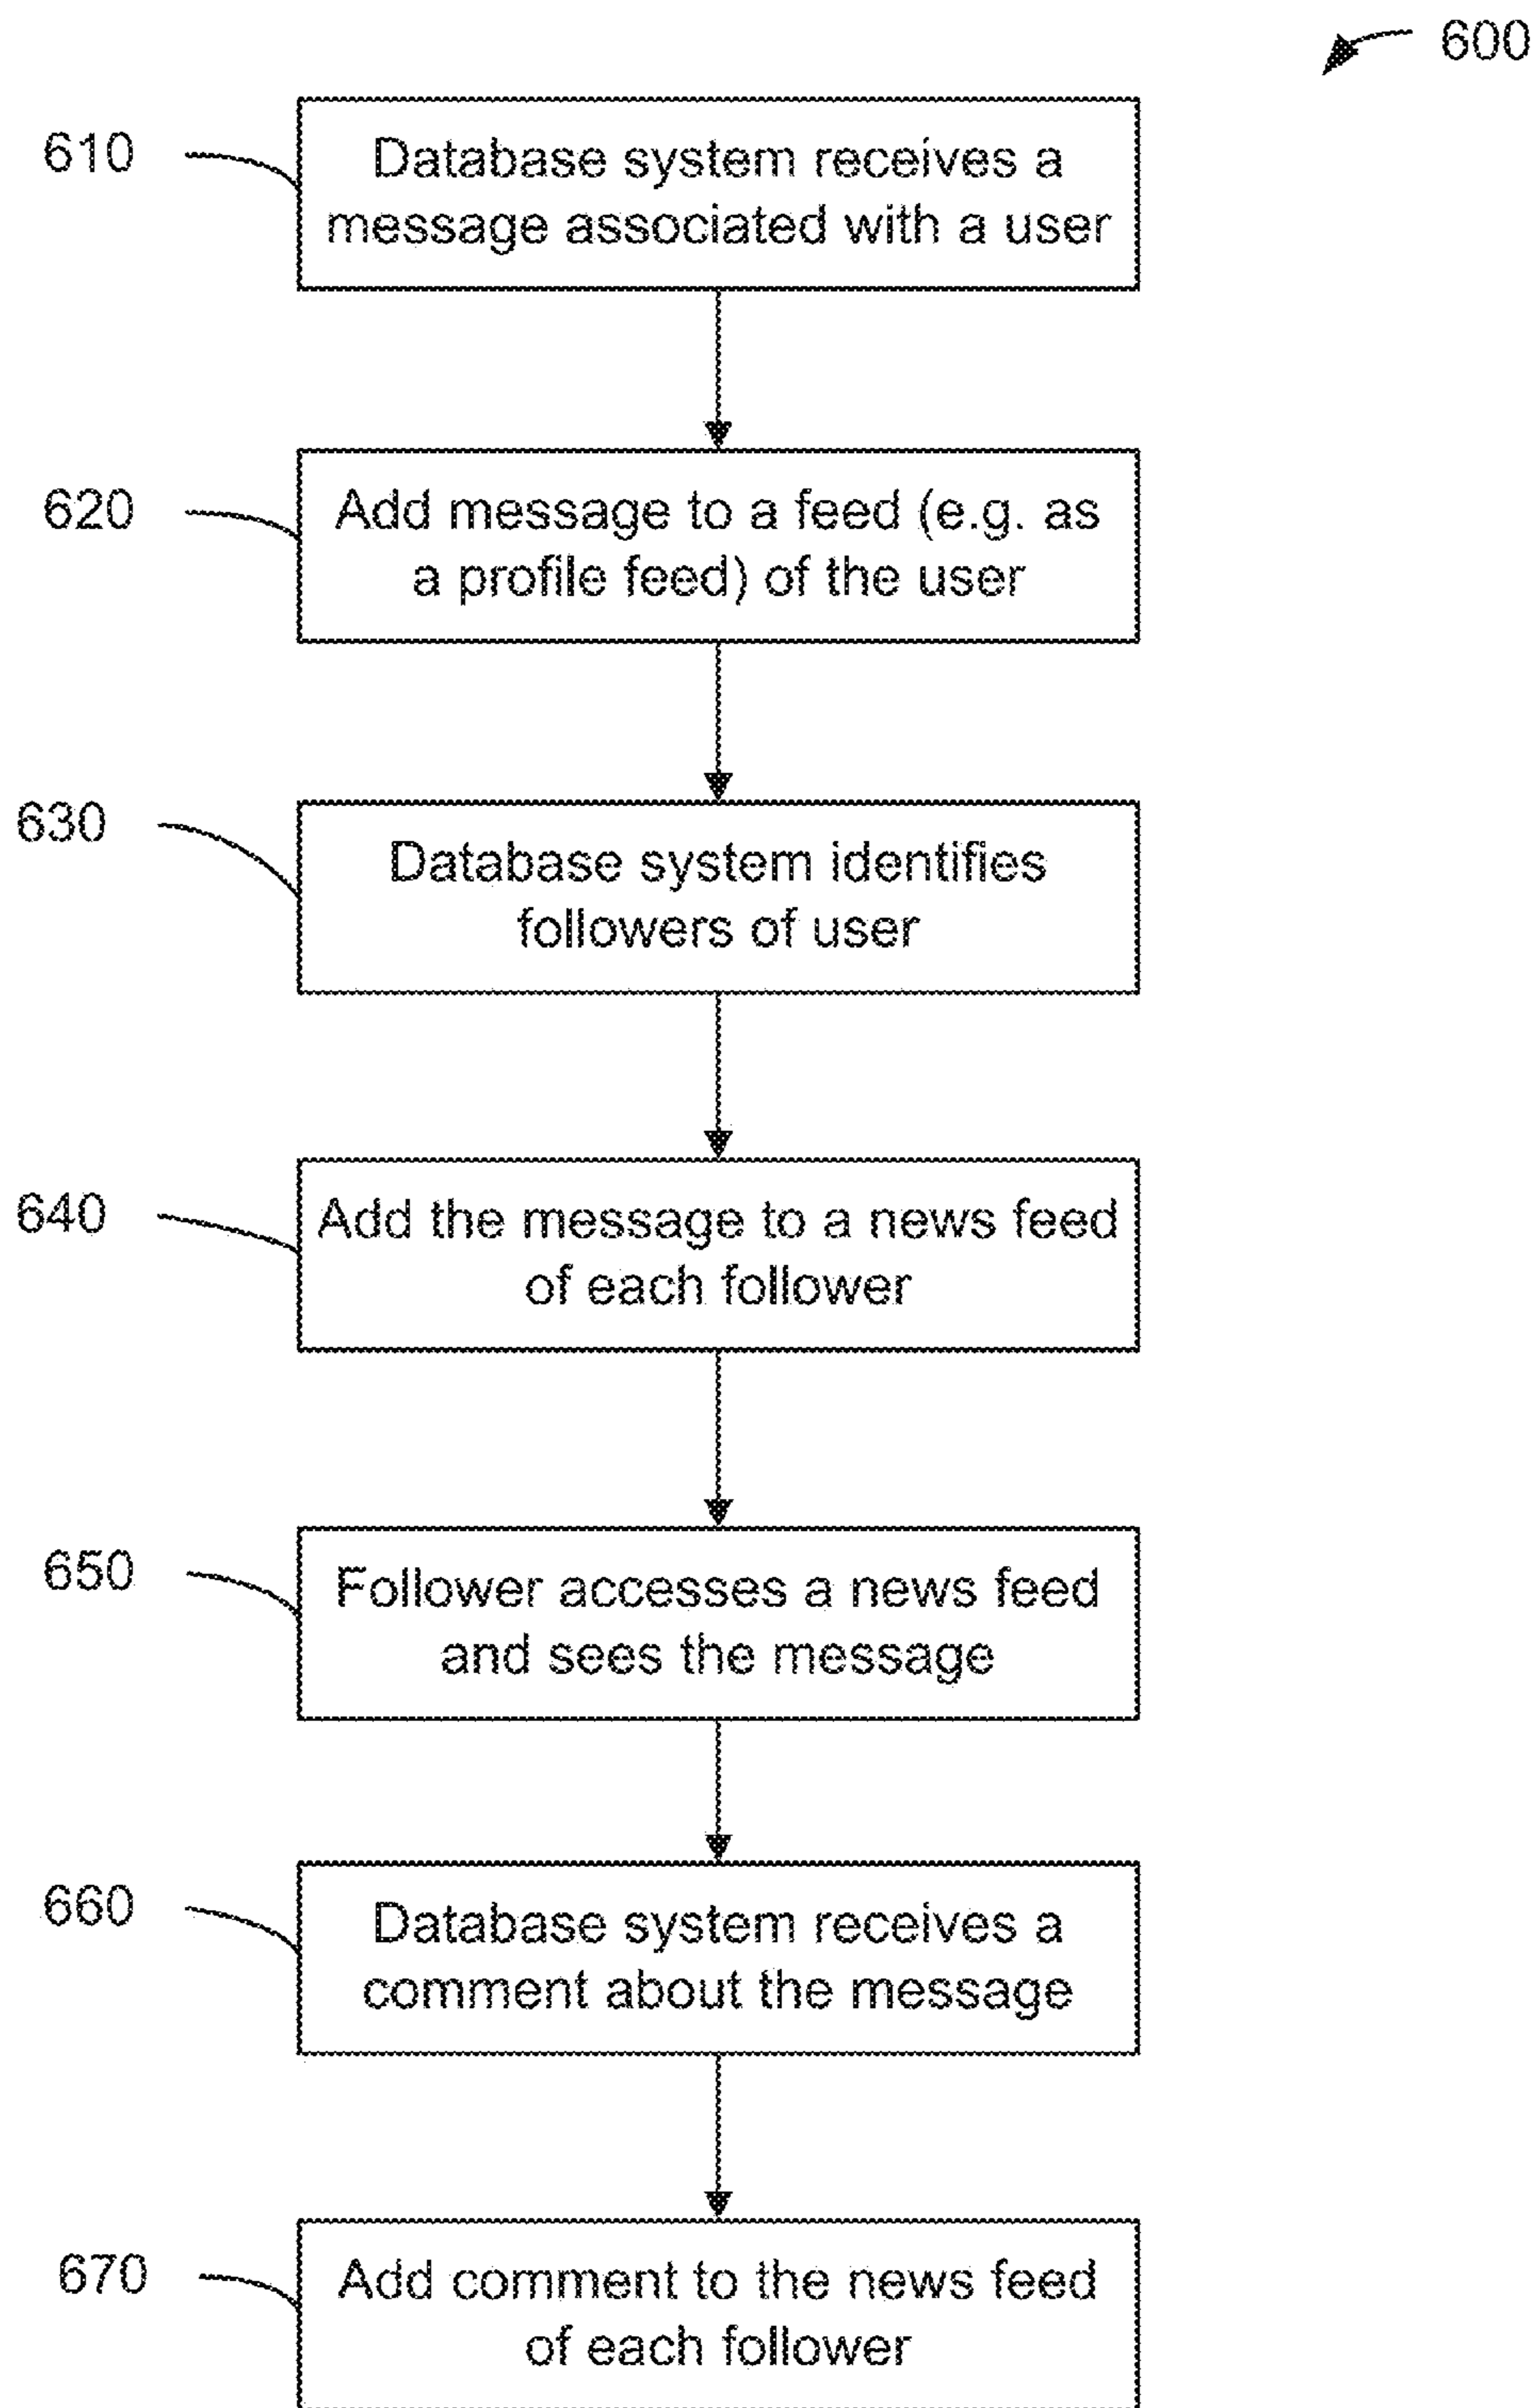 600
610
Database system receives a
message associated with a user
620
Add message to a feed (e.g. as
a profile feed) of the user
630
Database system identifies
followers of user
640
Add the message to a news feed
of each follower
650
Follower accesses a news feed
and sees the message
660
Database system receives a
comment about the message
670
Add comment to the news feed
of each follower